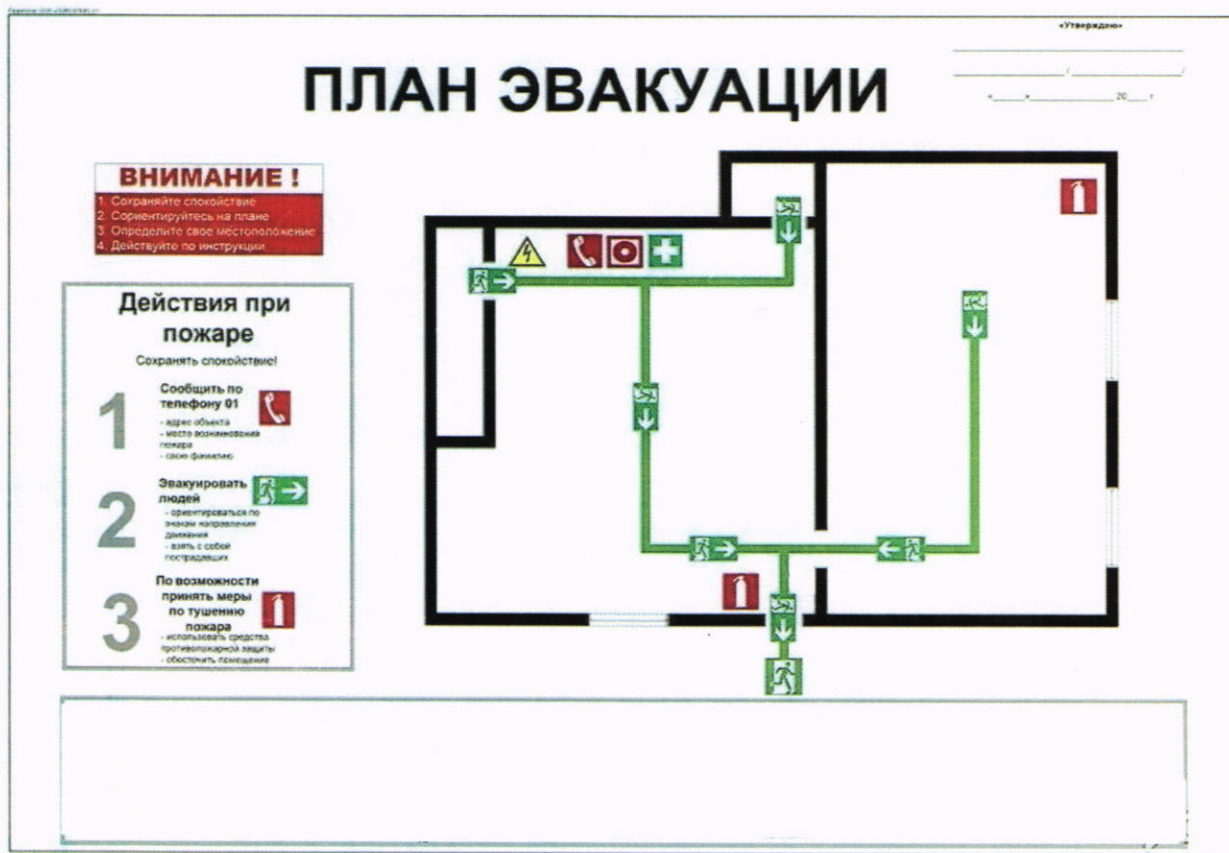 «Утверждаю»
/ /
« » 20 г
ПЛАН ЭВАКУАЦИИ
ВНИМАНИЕ !
1. Сохраняйте спокойствие
2. Сориентируйтесь на плане
3. Определите свое местоположение
4. Действуйте по инструкции
Действия при
пожаре
Сохранять спокойствие!
1
Сообщить по
телефону 01
- адрес объекта
- место возникновения
пожара
- свою фамилию
2
Эвакуировать
людей
- ориентироваться по
знакам направления
движения
- взять с собой
пострадавших
3
По возможности
принять меры
по тушению
пожара
- использовать средства
противопожарной защиты
- обесточить помещение